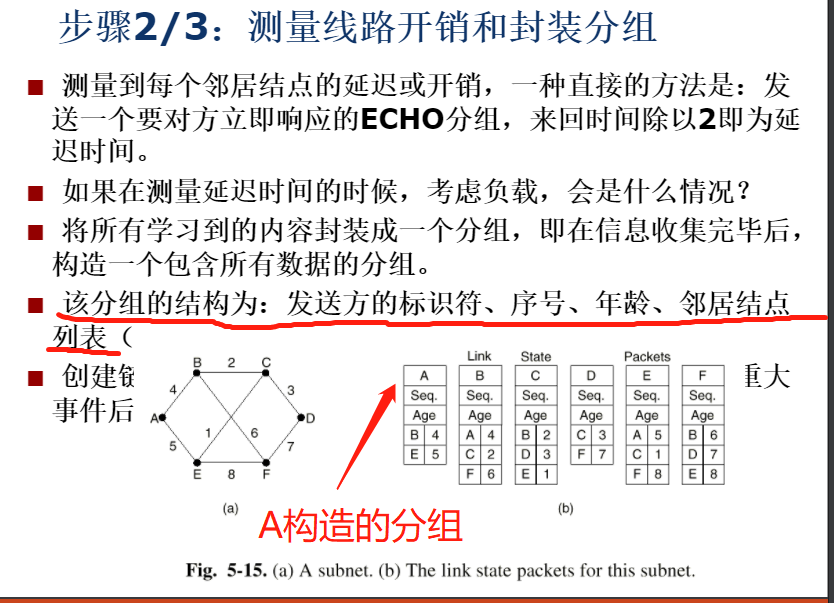 步骤2/3：测量线路开销和封装分组
测量到每个邻居结点的延迟或开销，一种直接的方法是：发
送一个要对方立即响应的ECHO分组，来回时间除以2即为延
迟时间。
如果在测量延迟时间的时候，考虑负载，会是什么情况？
将所有学习到的内容封装成一个分组，即在信息收集完毕后，
构造一个包含所有数据的分组。
该分组的结构为：发送方的标识符、序号、年龄、邻居结点
列表（
创建 重大
事件后
B 2 C
4 3
A D
5 1 6 7
E 8 F
(a)
Link State Packets
A B C D E F
Seq. Seq. Seq. Seq. Seq. Seq.
Age Age Age Age Age Age
B 4 A 4 B 2 C 3 A 5 B 6
E 5 C 2 D 3 F 7 C 1 D 7
F 6 E 1 F 8 E 8
(b)
A构造的分组
Fig. 5-15. (a) A subnet. (b) The link state packets for this subnet.